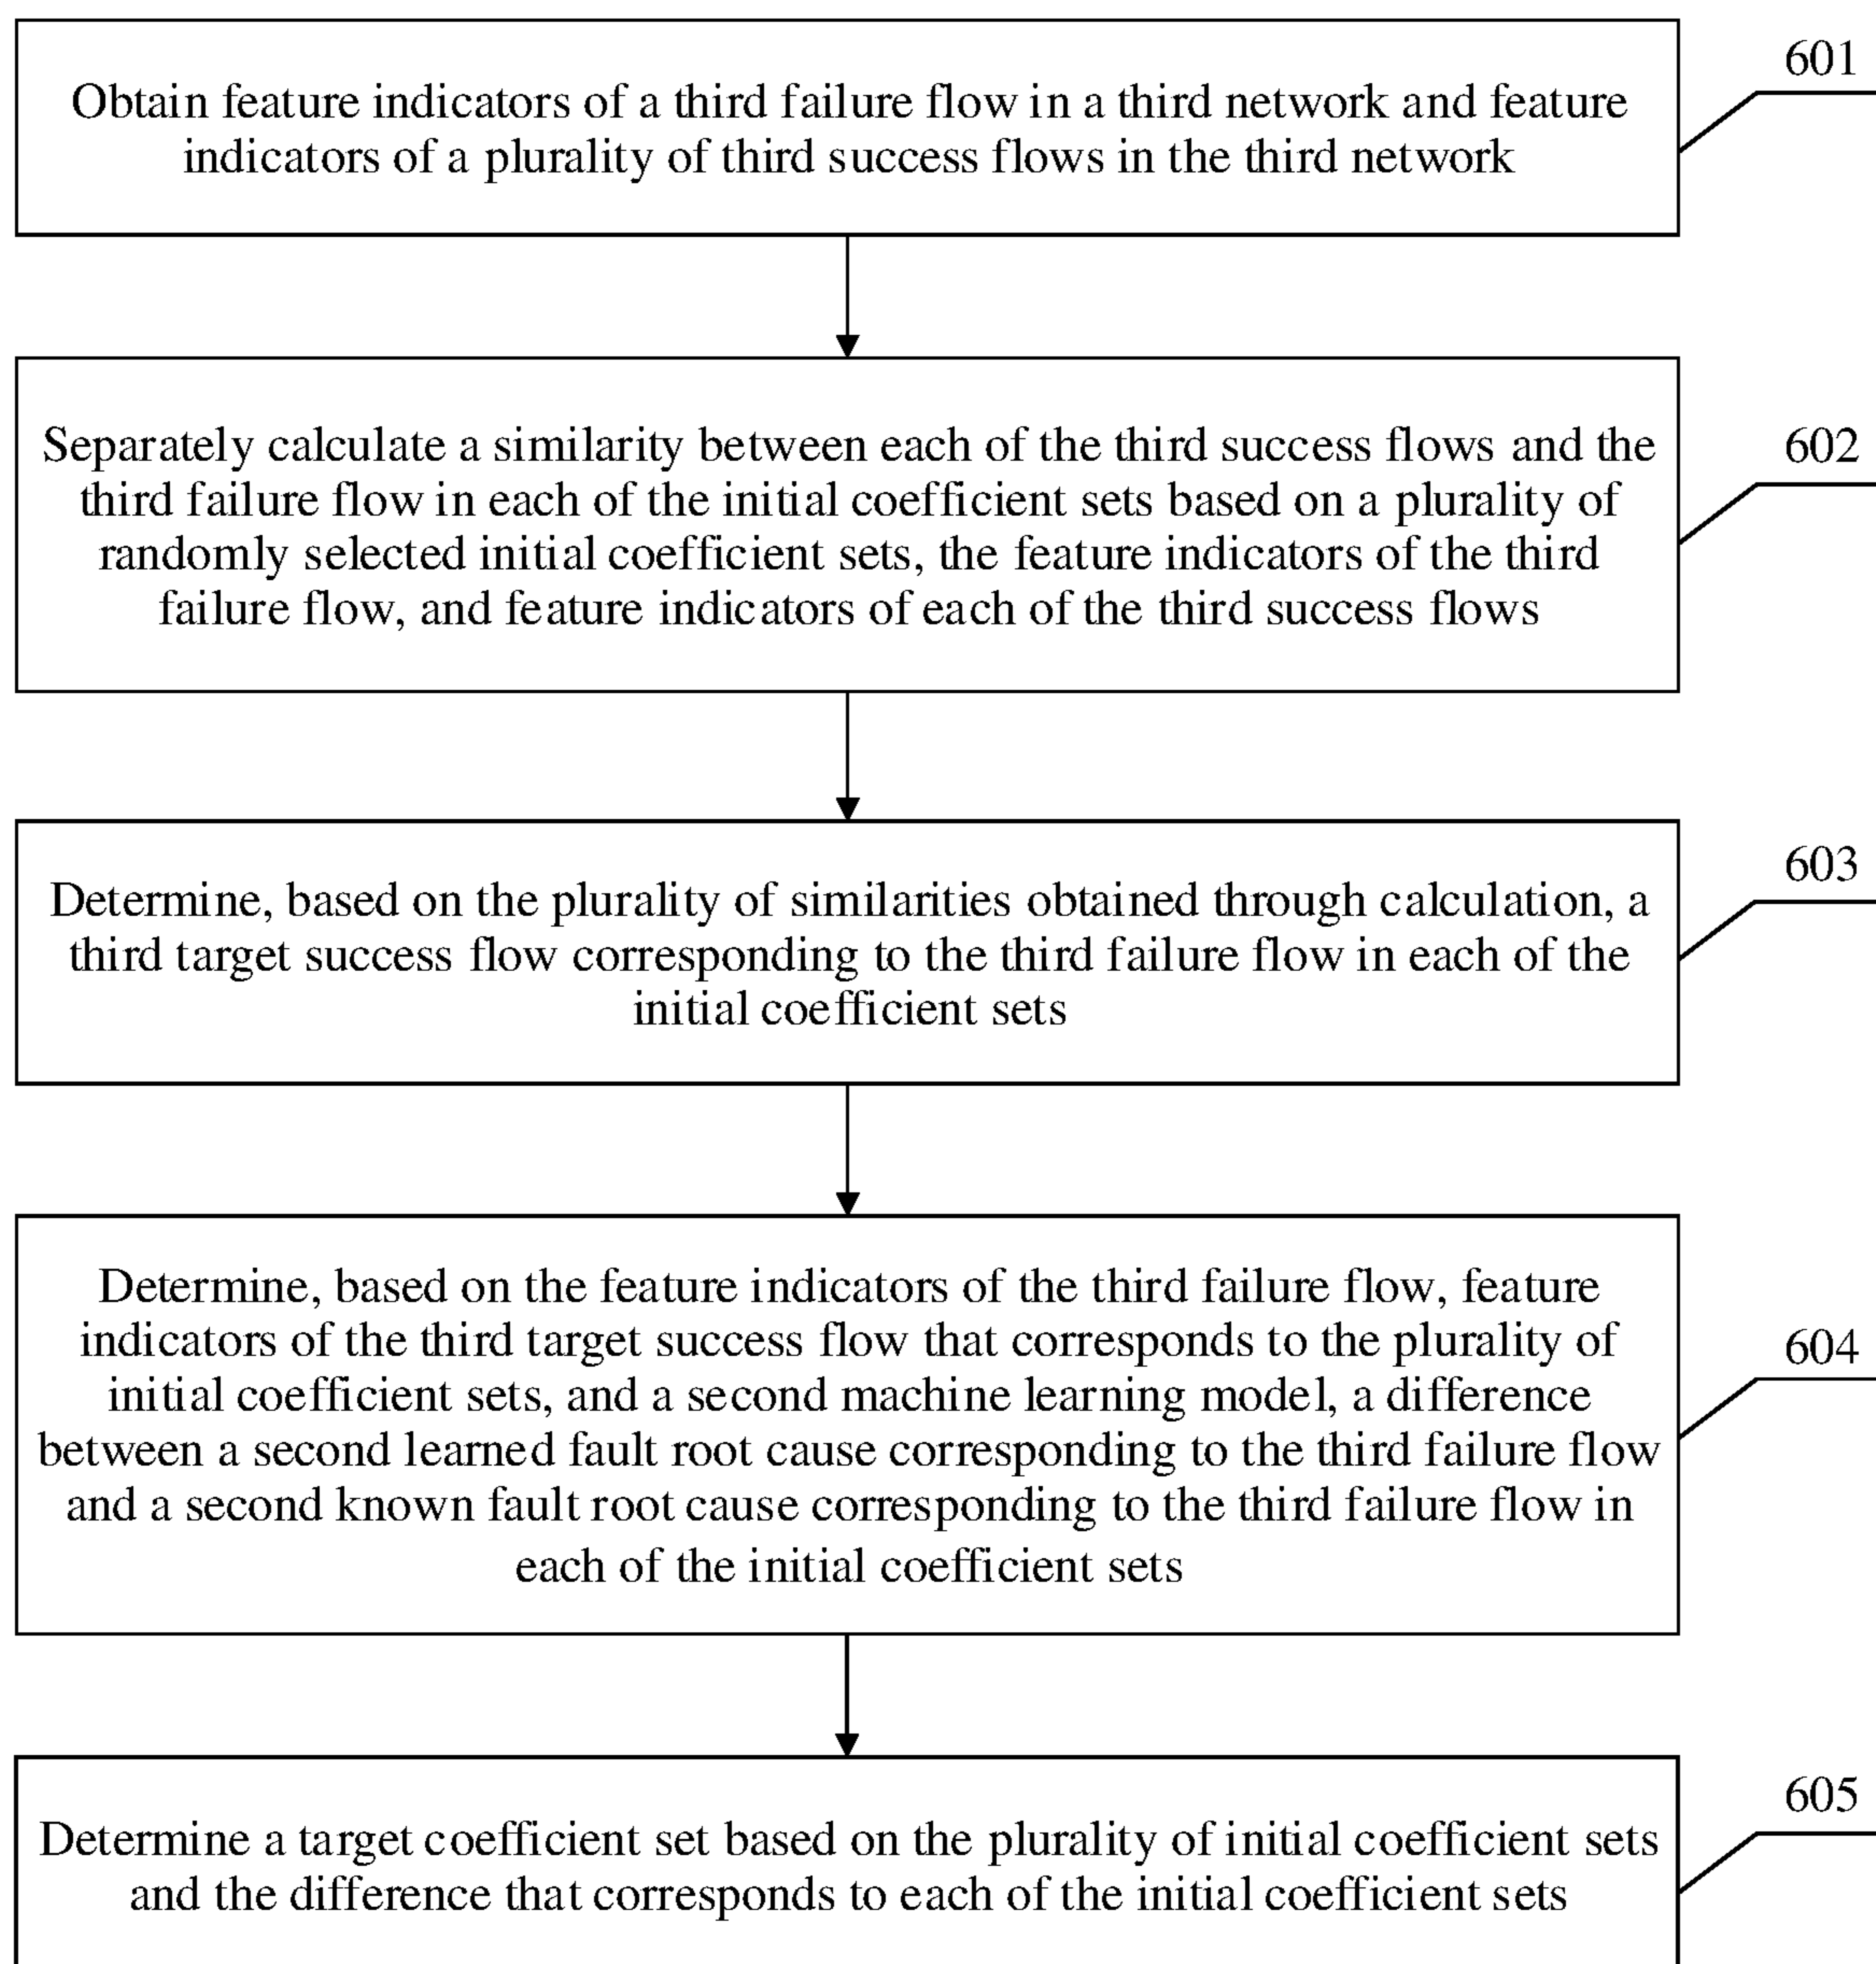 601
Obtain feature indicators of a third failure flow in a third network and feature
indicators of a plurality of third success flows in the third network
602
Separately calculate a similarity between each of the third success flows and the
third failure flow in each of the initial coefficient sets based on a plurality of
randomly selected initial coefficient sets, the feature indicators of the third
failure flow, and feature indicators of each of the third success flows
603
Determine, based on the plurality of similarities obtained through calculation, a
third target success flow corresponding to the third failure flow in each of the
initial coefficient sets
604
Determine, based on the feature indicators of the third failure flow, feature
indicators of the third target success flow that corresponds to the plurality of
initial coefficient sets, and a second machine learning model, a difference
between a second learned fault root cause corresponding to the third failure flow
and a second known fault root cause corresponding to the third failure flow in
each of the initial coefficient sets
605
Determine a target coefficient set based on the plurality of initial coefficient sets
and the difference that corresponds to each of the initial coefficient sets